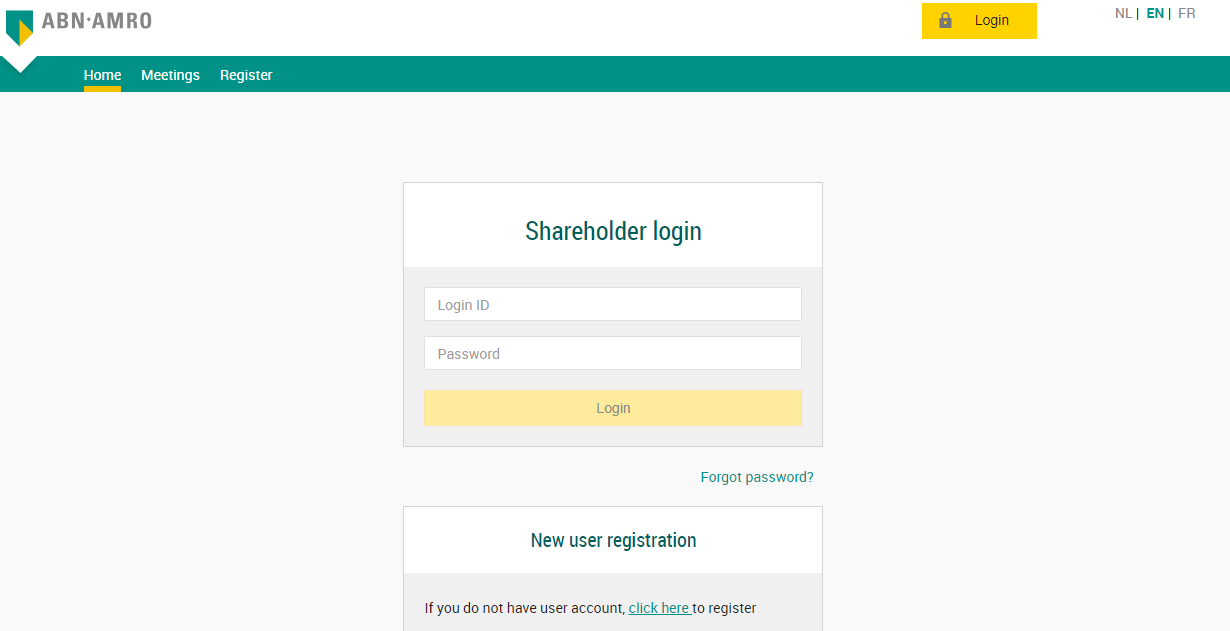 ABN·AMRO
Login
NL | EN | FR
Home Meetings Register
Shareholder login
Login ID
Password
Login
Forgot password?
New user registration
If you do not have user account, click here to register